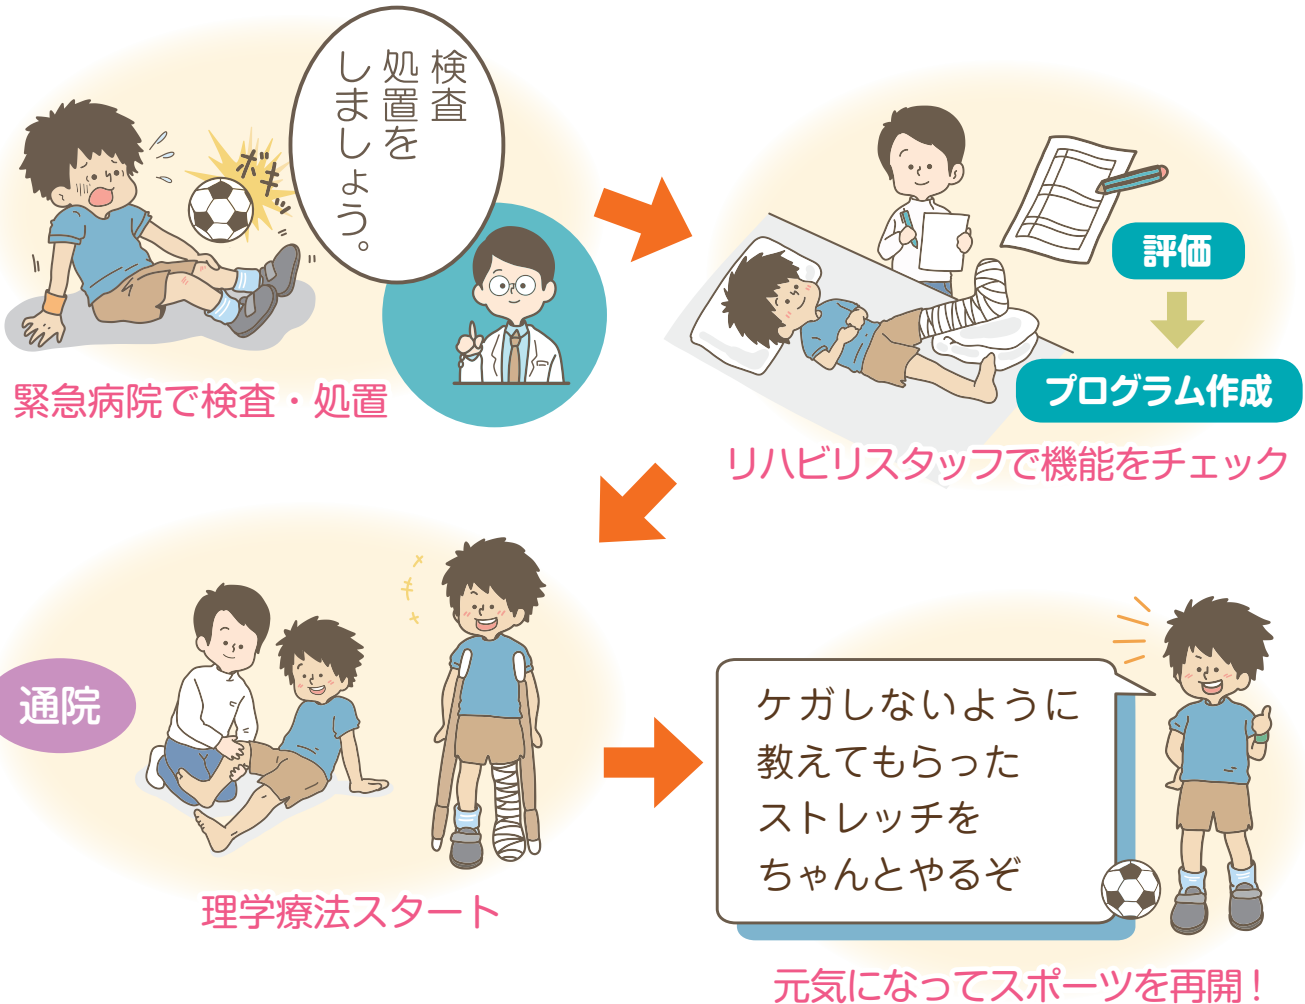 ボキッ
検査
処置を
しましょう。
緊急病院で検査・処置
評価
プログラム作成
リハビリスタッフで機能をチェック
通院
理学療法スタート
ケガしないように
教えてもらった
ストレッチを
ちゃんとやるぞ
元気になってスポーツを再開！